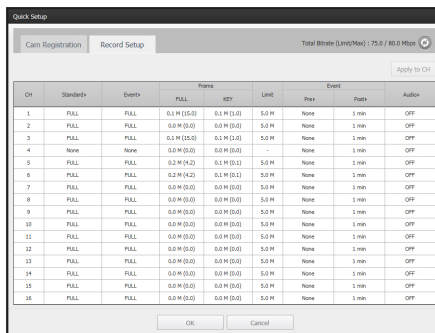 Quick Setup
Cam Registration Record Setup Total Bitrate (Limit/Max) : 75.0 / 80.0 Mbps
Apply to CH
CH Standard▾ Event▾ Frame Limit Event Audio▾
FULL KEY Pre▾ Post▾
1 FULL FULL 0.1 M (15.0) 0.1 M (1.0) 5.0 M None 1 min OFF
2 FULL FULL 0.0 M (0.0) 0.0 M (0.0) 5.0 M None 1 min OFF
3 FULL FULL 0.1 M (15.0) 0.1 M (1.0) 5.0 M None 1 min OFF
4 None None 0.0 M (0.0) 0.0 M (0.0) - None 1 min OFF
5 FULL FULL 0.2 M (4.2) 0.1 M (0.1) 5.0 M None 1 min OFF
6 FULL FULL 0.2 M (4.2) 0.1 M (0.1) 5.0 M None 1 min OFF
7 FULL FULL 0.0 M (0.0) 0.0 M (0.0) 5.0 M None 1 min OFF
8 FULL FULL 0.0 M (0.0) 0.0 M (0.0) 5.0 M None 1 min OFF
9 FULL FULL 0.0 M (0.0) 0.0 M (0.0) 5.0 M None 1 min OFF
10 FULL FULL 0.0 M (0.0) 0.0 M (0.0) 5.0 M None 1 min OFF
11 FULL FULL 0.0 M (0.0) 0.0 M (0.0) 5.0 M None 1 min OFF
12 FULL FULL 0.0 M (0.0) 0.0 M (0.0) 5.0 M None 1 min OFF
13 FULL FULL 0.0 M (0.0) 0.0 M (0.0) 5.0 M None 1 min OFF
14 FULL FULL 0.0 M (0.0) 0.0 M (0.0) 5.0 M None 1 min OFF
15 FULL FULL 0.0 M (0.0) 0.0 M (0.0) 5.0 M None 1 min OFF
16 FULL FULL 0.0 M (0.0) 0.0 M (0.0) 5.0 M None 1 min OFF
OK Cancel